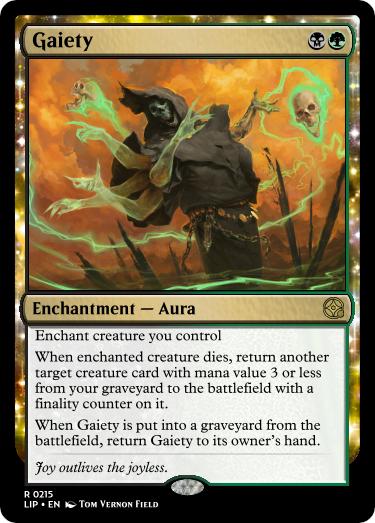 Gaiety
Enchantment — Aura
Enchant creature you control
When enchanted creature dies, return another
target creature card with mana value 3 or less
from your graveyard to the battlefield with a
finality counter on it.
When Gaiety is put into a graveyard from the
battlefield, return Gaiety to its owner's hand.
Joy outlives the joyless.
R 0215
LIP • EN Tom Vernon Field